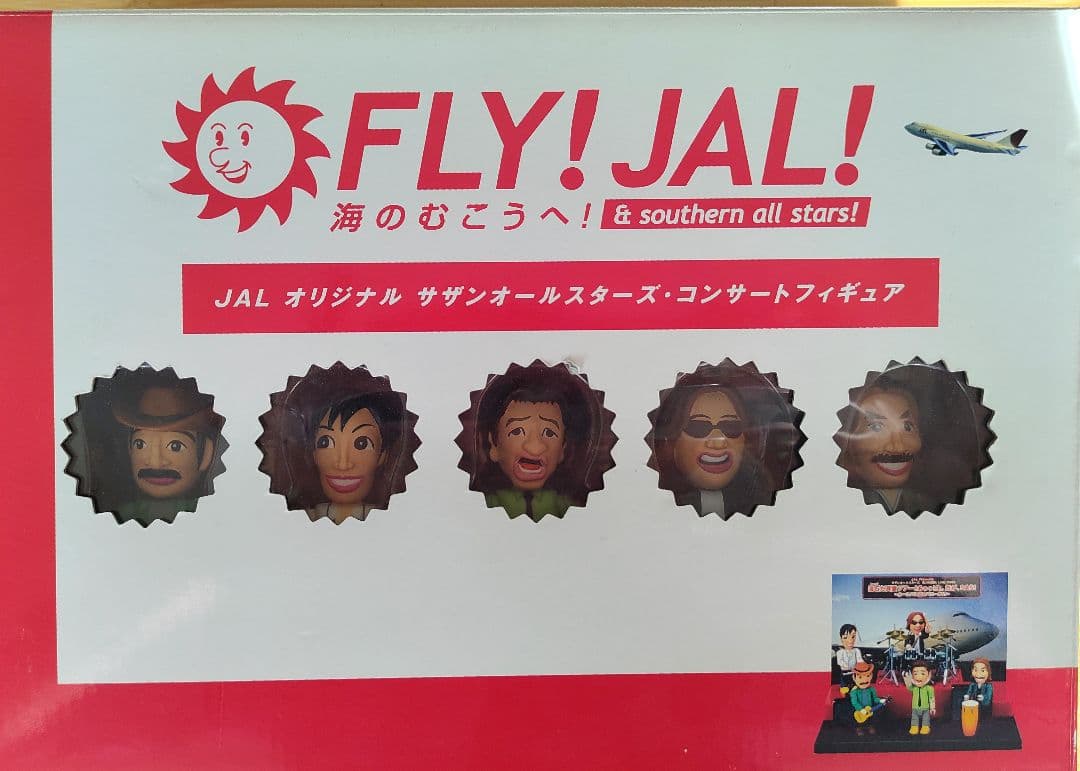 FLY! JAL!
海のむこうへ! & southern all stars!
JAL オリジナル サザンオールスターズ・コンサートフィギュア